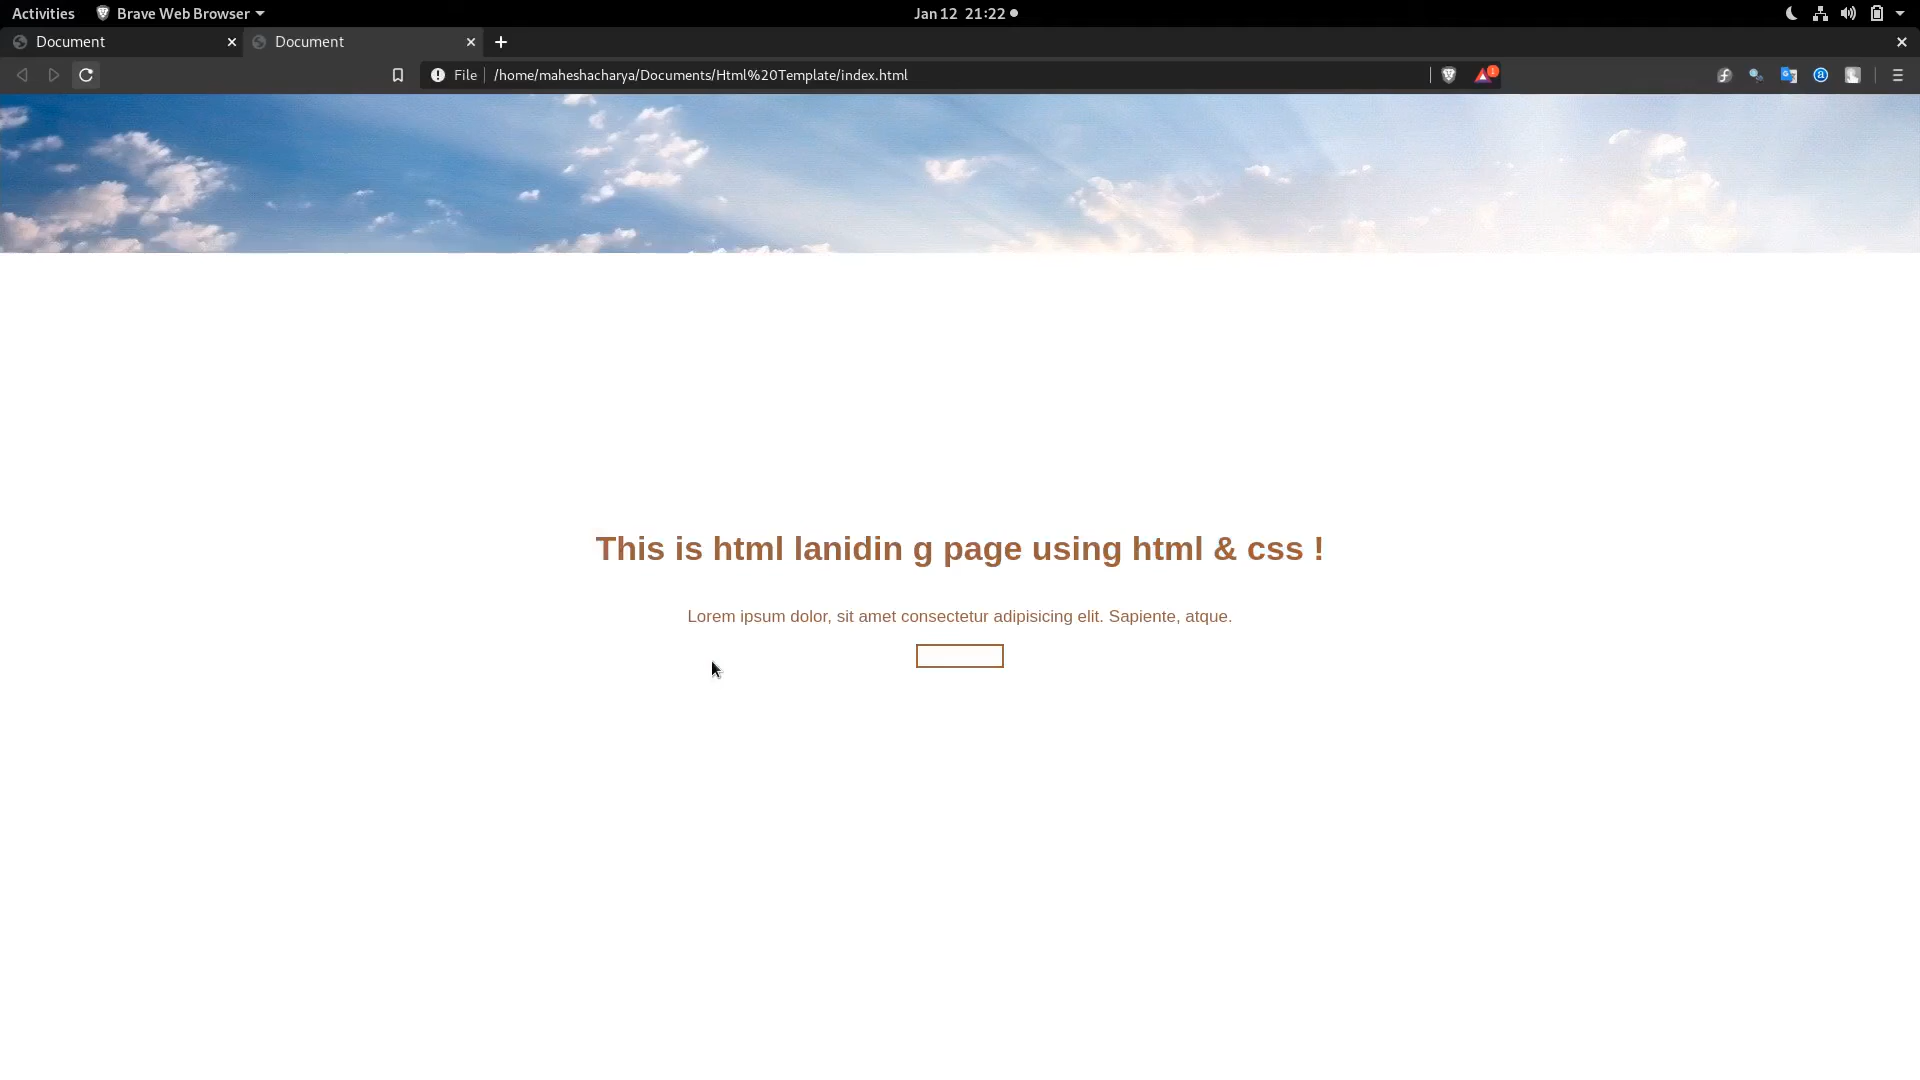 Activities Brave Web Browser Jan 12 21:22
Document Document
File /home/maheshacharya/Documents/Html%20Template/index.html 1
This is html lanidin g page using html & css !
Lorem ipsum dolor, sit amet consectetur adipisicing elit. Sapiente, atque.